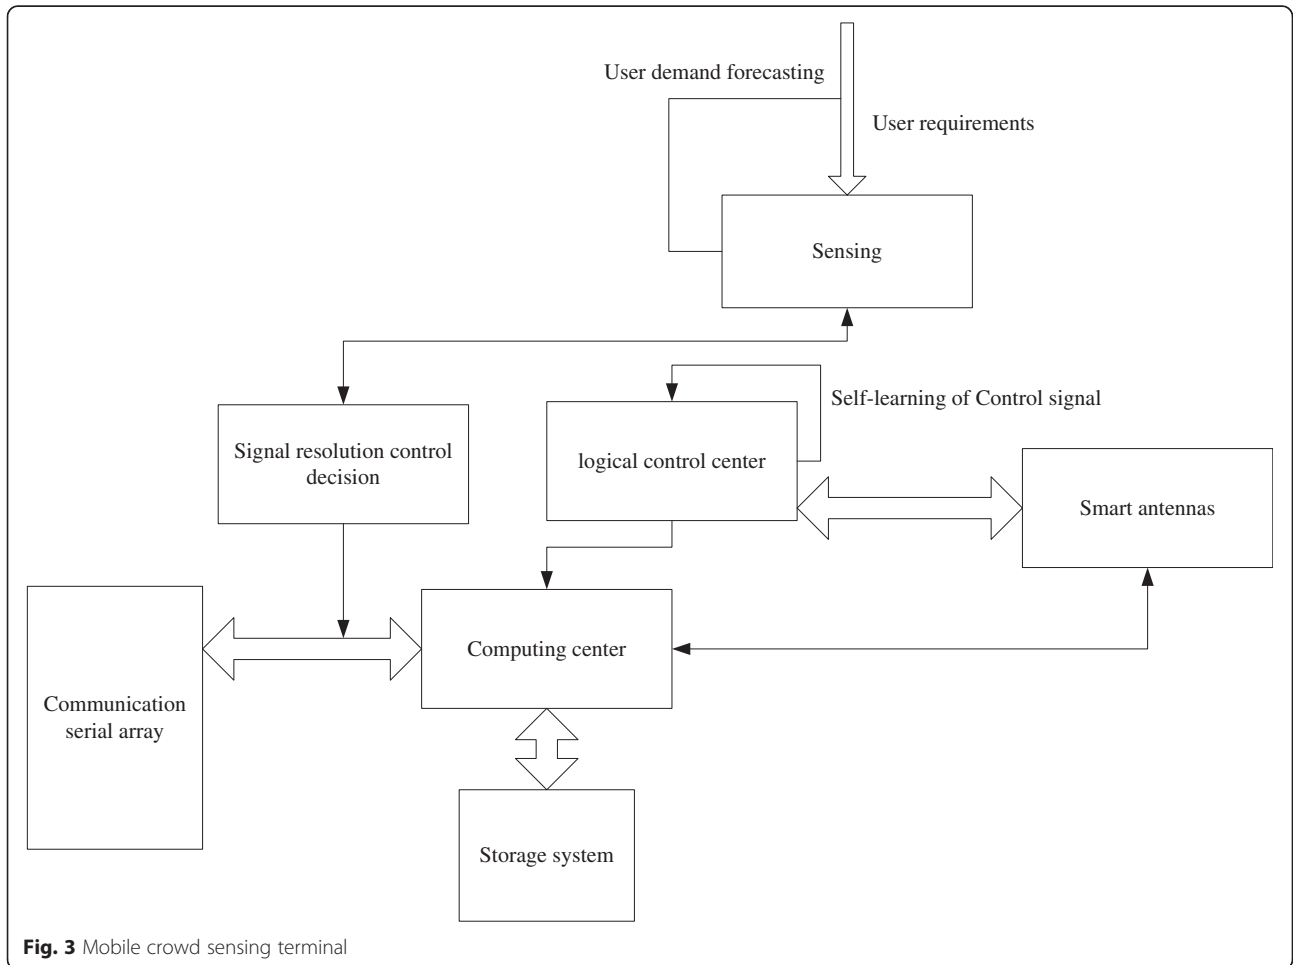 User demand forecasting
User requirements
Sensing
Self-learning of Control signal
Signal resolution control
decision
logical control center
Smart antennas
Computing center
Communication
serial array
Storage system
Fig. 3 Mobile crowd sensing terminal